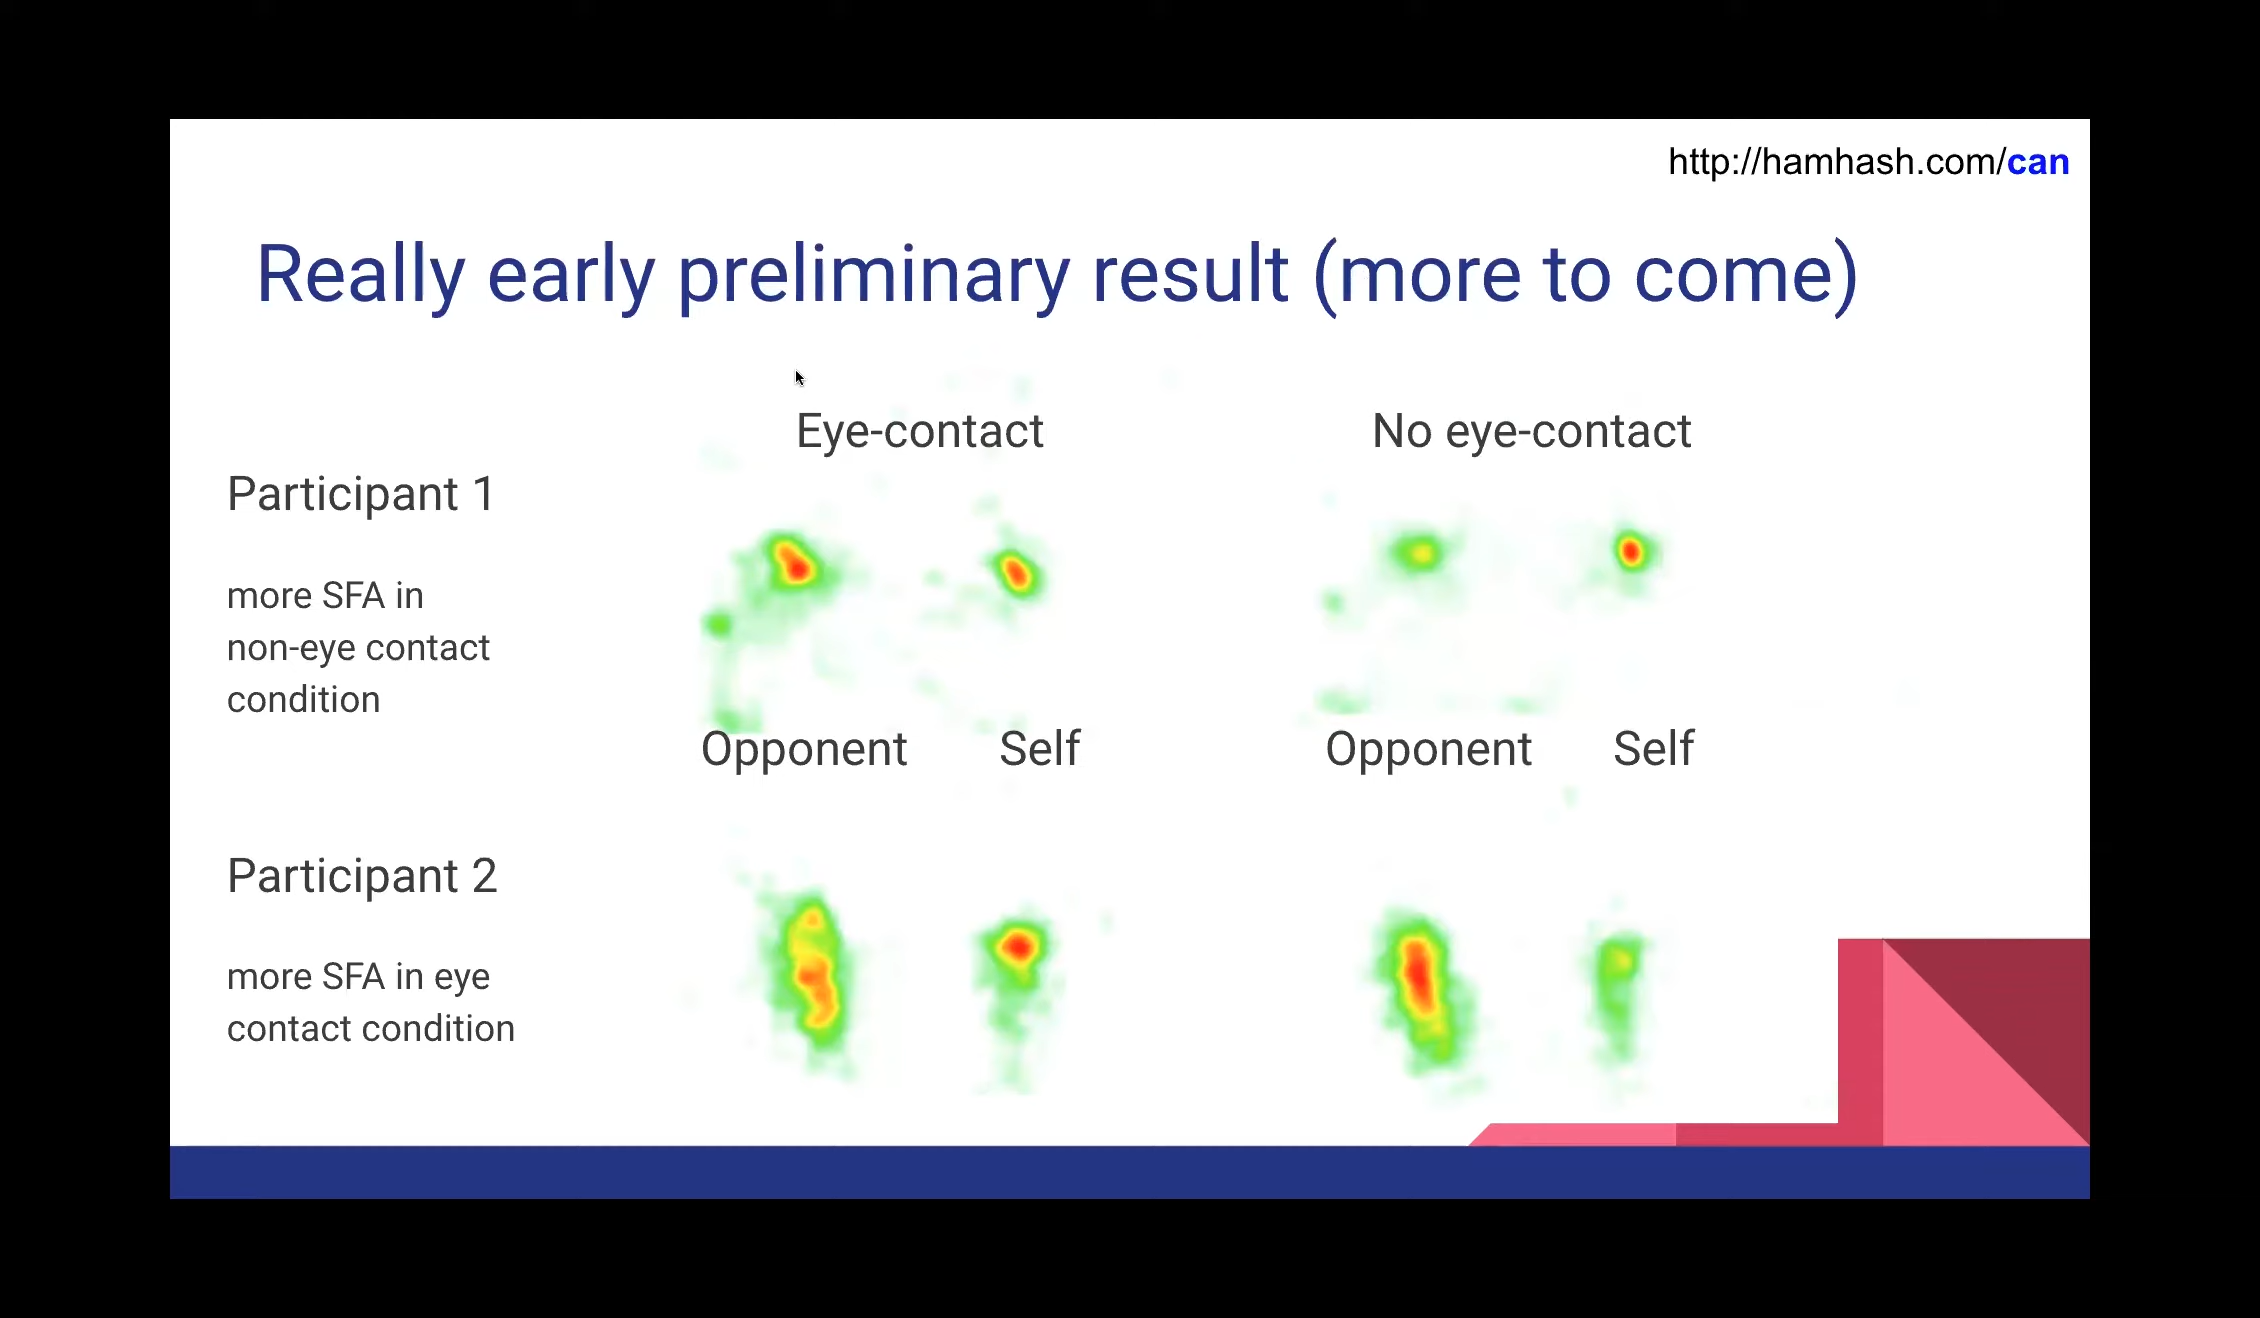 http://hamhash.com/can
Really early preliminary result (more to come)
Eye-contact
No eye-contact
Participant 1
more SFA in
non-eye contact
condition
Opponent
Self
Opponent
Self
Participant 2
more SFA in eye
contact condition